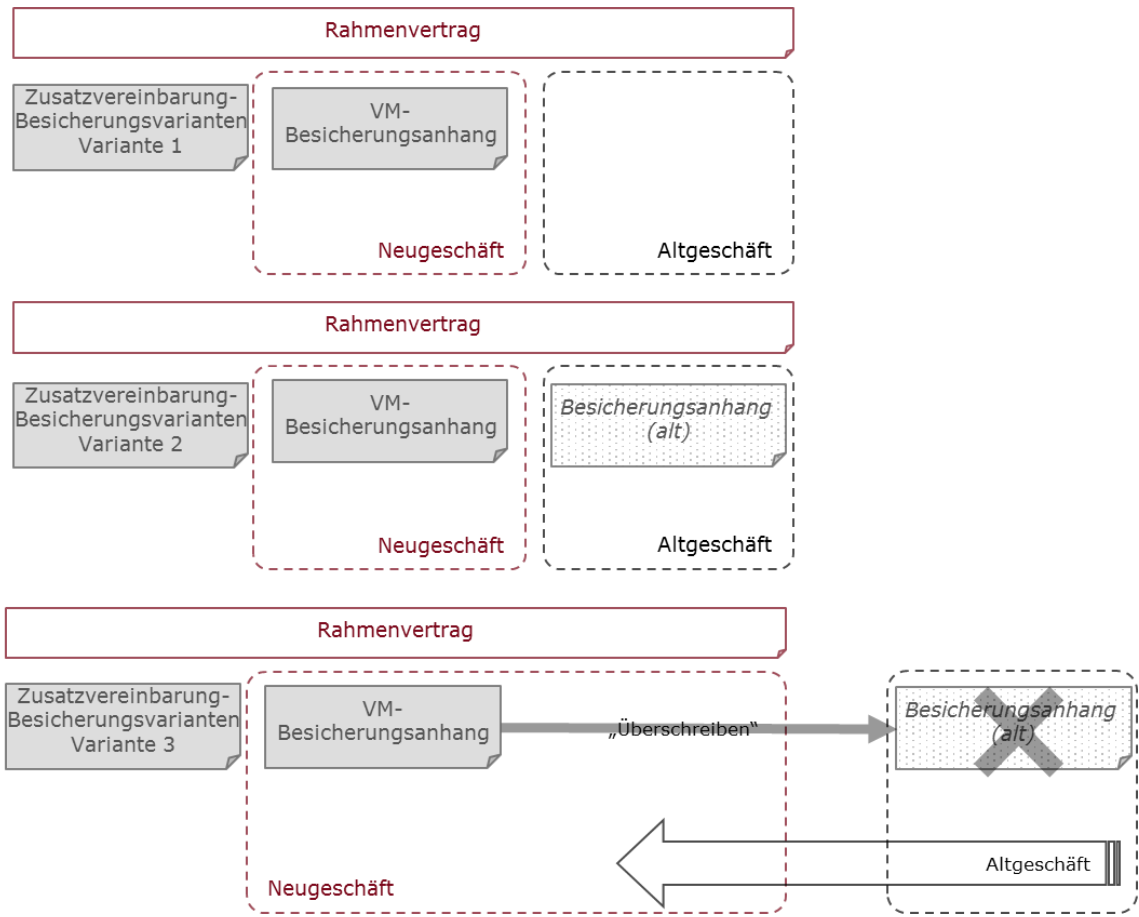 Rahmenvertrag
Zusatzvereinbarung-
Besicherungsvarianten
Variante 1
VM-
Besicherungsanhang
Neugeschäft
Altgeschäft
Rahmenvertrag
Zusatzvereinbarung-
Besicherungsvarianten
Variante 2
VM-
Besicherungsanhang
Besicherungsanhang
(alt)
Neugeschäft
Altgeschäft
Rahmenvertrag
Zusatzvereinbarung-
Besicherungsvarianten
Variante 3
VM-
Besicherungsanhang
„Überschreiben“
Besicherungsanhang
(alt)
Altgeschäft
Neugeschäft